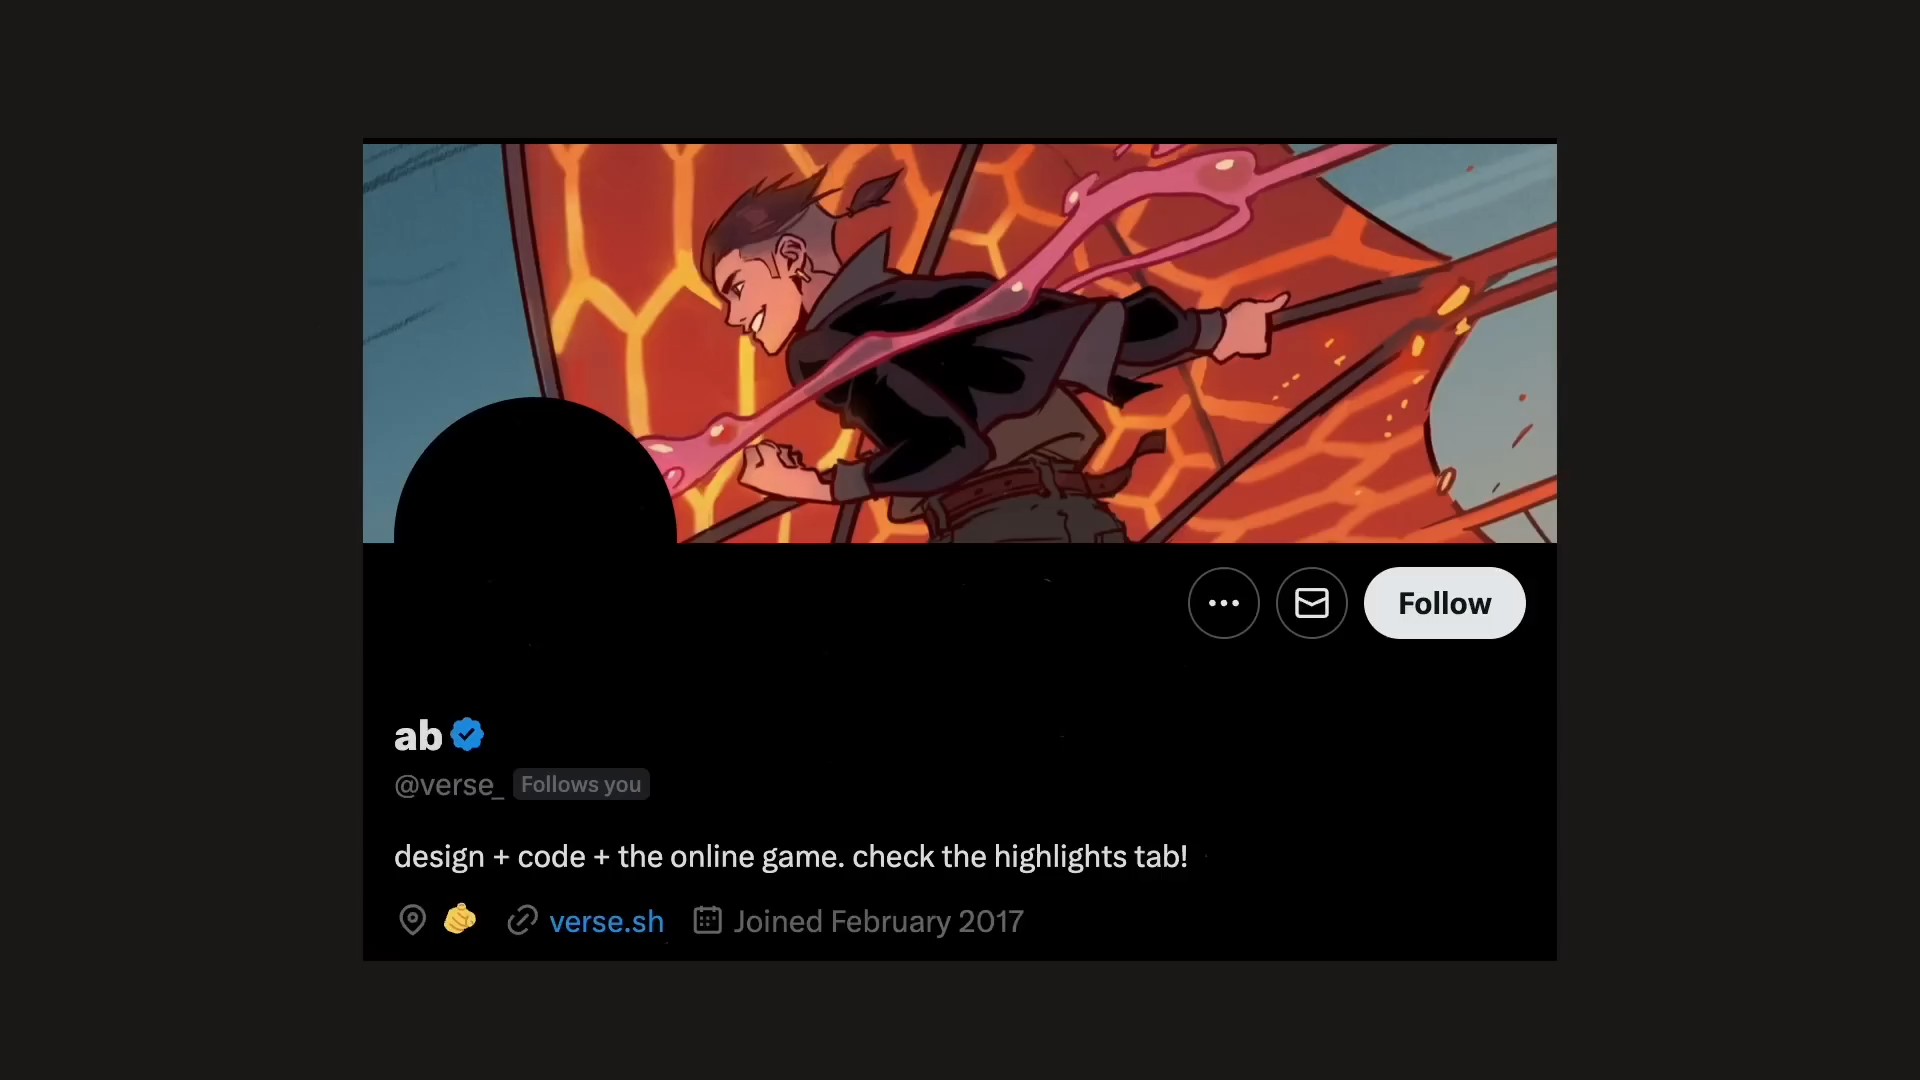 Follow
ab
@verse_ Follows you
design + code + the online game. check the highlights tab!
🫵 verse.sh Joined February 2017